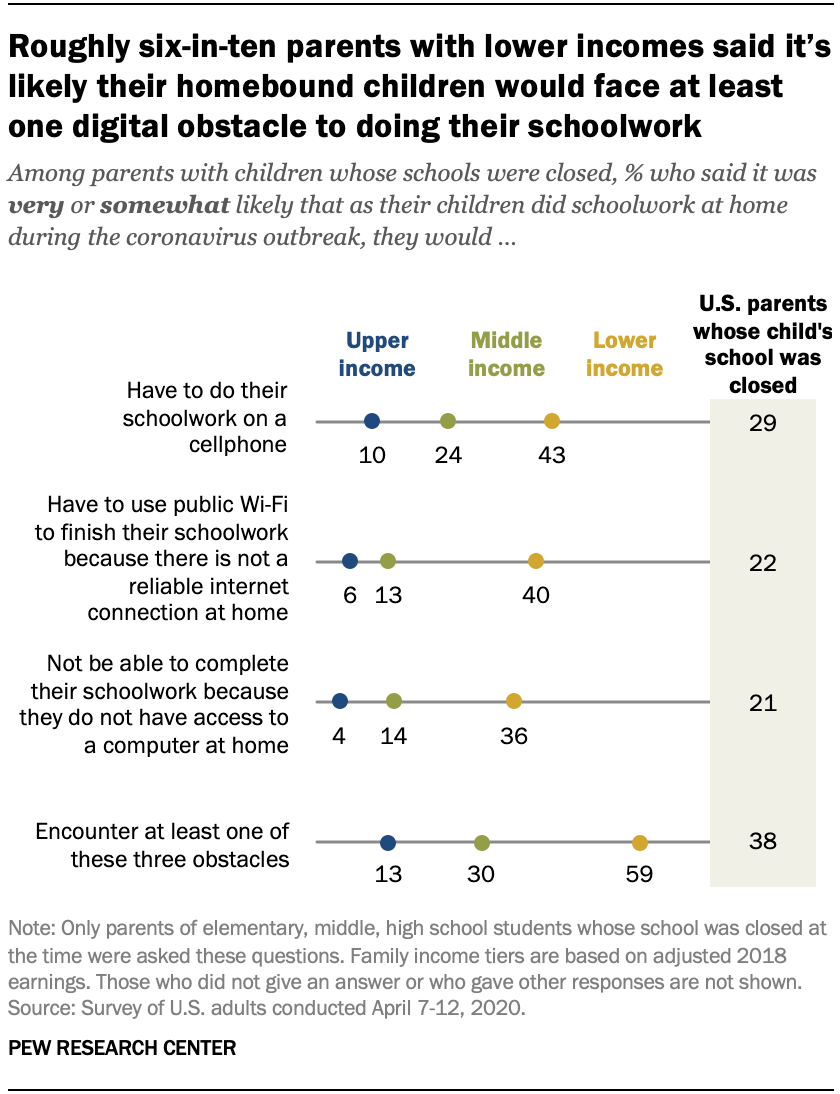 Roughly six-in-ten parents with lower incomes said it's
likely their homebound children would face at least
one digital obstacle to doing their schoolwork
Among parents with children whose schools were closed, % who said it was
very or somewhat likely that as their children did schoolwork at home
during the coronavirus outbreak, they would ...
U.S. parents
whose child's
school was
closed
Upper
income
Middle
income
Lower
income
Have to do their
schoolwork on a
cellphone
10 24 43 29
Have to use public Wi-Fi
to finish their schoolwork
because there is not a
reliable internet
connection at home
6 13 40 22
Not be able to complete
their schoolwork because
they do not have access to
a computer at home
4 14 36 21
Encounter at least one of
these three obstacles
13 30 59 38
Note: Only parents of elementary, middle, high school students whose school was closed at
the time were asked these questions. Family income tiers are based on adjusted 2018
earnings. Those who did not give an answer or who gave other responses are not shown.
Source: Survey of U.S. adults conducted April 7-12, 2020.
PEW RESEARCH CENTER